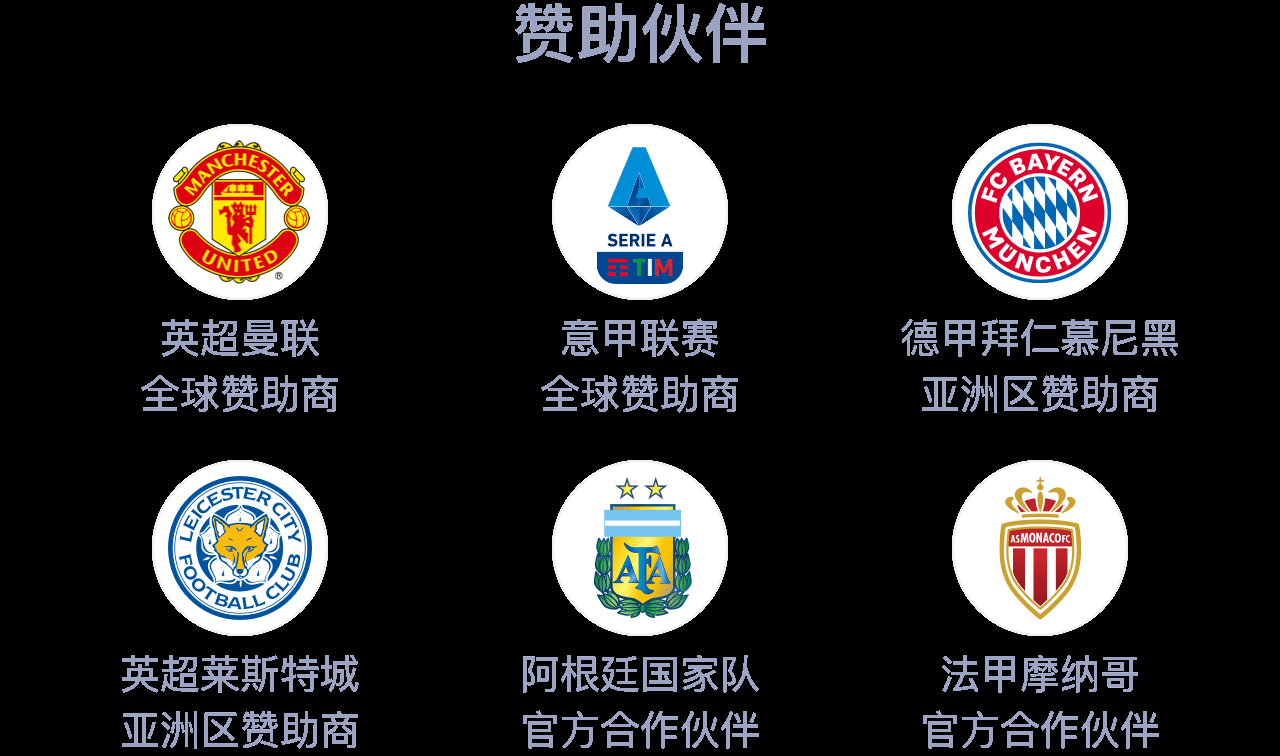 赞助伙伴
MANCHESTER
UNITED
®
SERIE A
TIM
FC BAYERN
MÜNCHEN
英超曼联
全球赞助商
意甲联赛
全球赞助商
德甲拜仁慕尼黑
亚洲区赞助商
LEICESTER CITY
FOOTBALL CLUB
AFA
AS MONACO FC
英超莱斯特城
亚洲区赞助商
阿根廷国家队
官方合作伙伴
法甲摩纳哥
官方合作伙伴